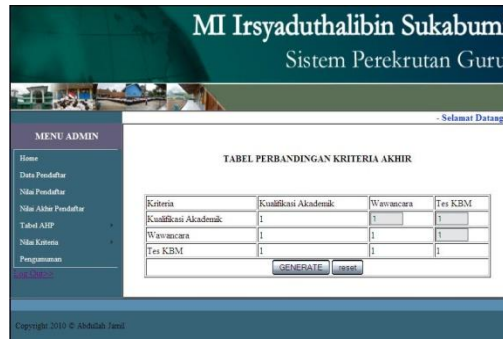 MI Irsyaduthalibin Sukabum
Sistem Perekrutan Guru
- Selamat Datang
MENU ADMIN
Home
Data Pendaftar
Nilai Pendaftar
Nilai Akhir Pendaftar
Tabel AHP
Nilai Kriteria
Pengumuman
Log Out>>
TABEL PERBANDINGAN KRITERIA AKHIR
Kriteria Kualifikasi Akademik Wawancara Tes KBM
Kualifikasi Akademik 1 1 1
Wawancara 1 1 1
Tes KBM 1 1 1
GENERATE reset
Copyright 2010 © Abdullah Jamil.